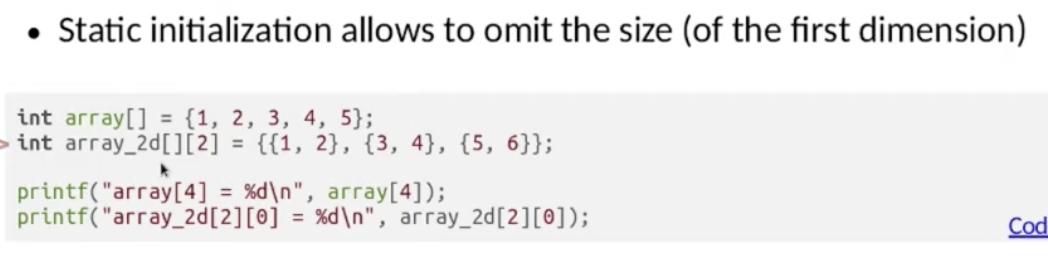 • Static initialization allows to omit the size (of the first dimension)
int array[] = {1, 2, 3, 4, 5};
> int array_2d[][2] = {{1, 2}, {3, 4}, {5, 6}};
printf("array[4] = %d\n", array[4]);
printf("array_2d[2][0] = %d\n", array_2d[2][0]);
Cod